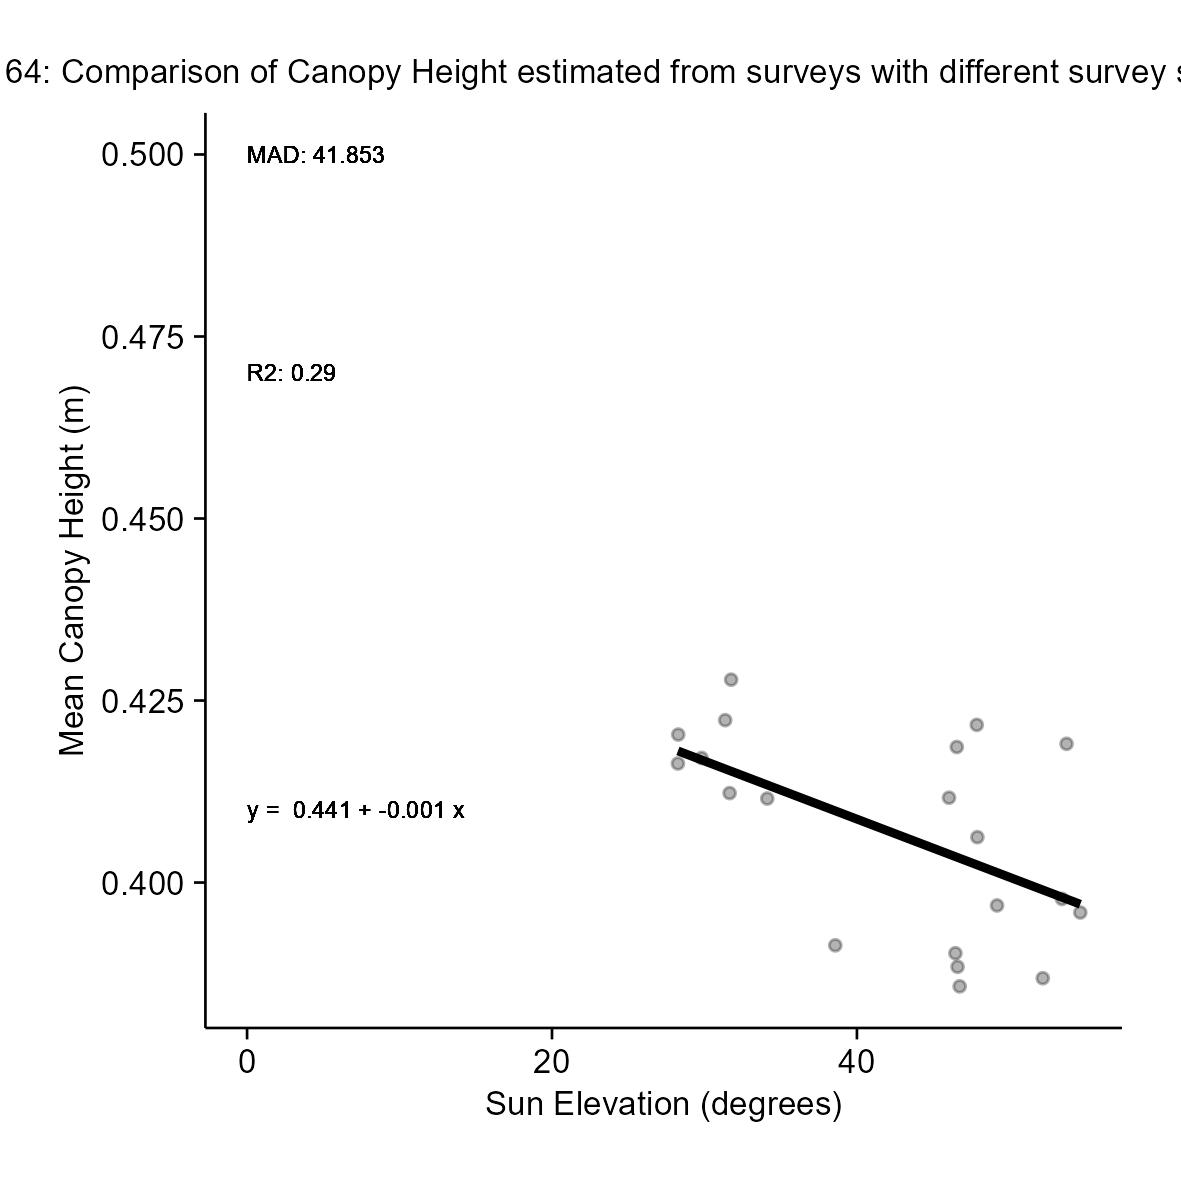 64: Comparison of Canopy Height estimated from surveys with different survey
0.500
MAD: 41.853
0.475
R2: 0.29
0.450
0.425
y =  0.441 + -0.001 x
0.400
Mean Canopy Height (m)
0 20 40
Sun Elevation (degrees)